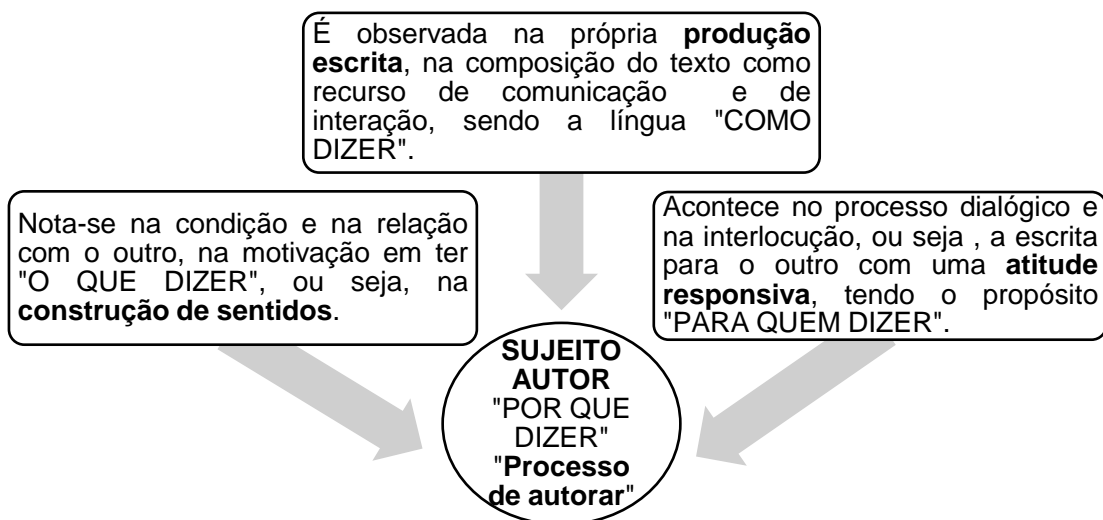 É observada na própria produção
escrita, na composição do texto como
recurso de comunicação e de
interação, sendo a língua "COMO
DIZER".
Nota-se na condição e na relação
com o outro, na motivação em ter
"O QUE DIZER", ou seja, na
construção de sentidos.
Acontece no processo dialógico e
na interlocução, ou seja , a escrita
para o outro com uma atitude
responsiva, tendo o propósito
"PARA QUEM DIZER".
SUJEITO
AUTOR
"POR QUE
DIZER"
"Processo
de autorar"